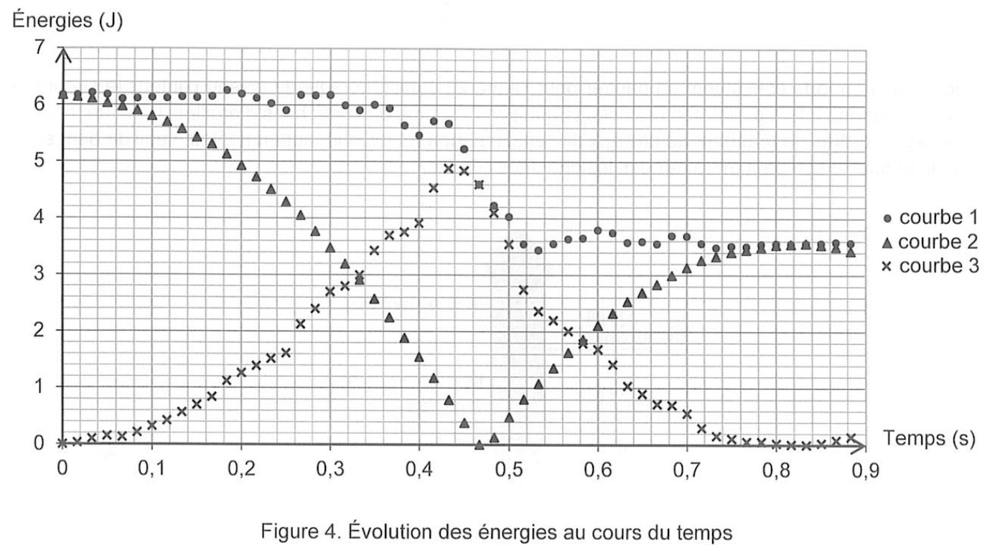 Énergies (J)
7
6
5
4
3
2
1
0
0 0,1 0,2 0,3 0,4 0,5 0,6 0,7 0,8 0,9
Temps (s)
courbe 1
courbe 2
courbe 3
Figure 4. Évolution des énergies au cours du temps